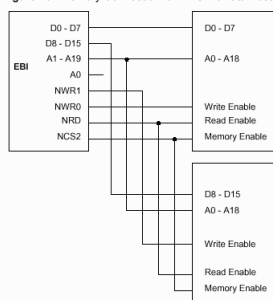 D0 - D7
D8 - D15
A1 - A19
EBI
A0
NWR1
NWR0
NRD
NCS2
D0 - D7
A0 - A18
Write Enable
Read Enable
Memory Enable
D8 - D15
A0 - A18
Write Enable
Read Enable
Memory Enable